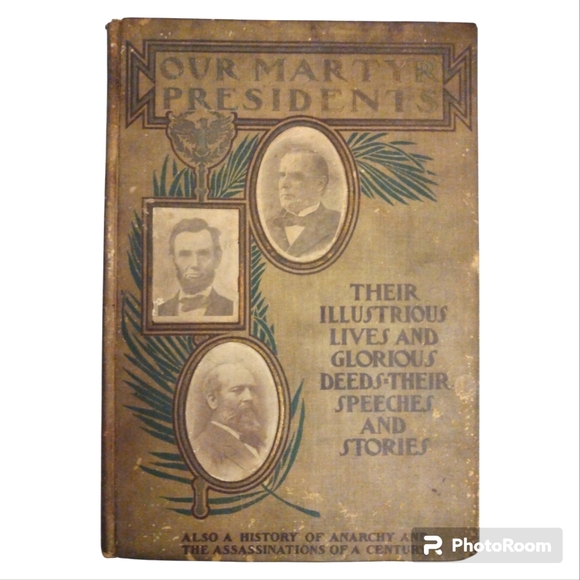 OUR MARTYR
PRESIDENTS
THEIR
ILLUSTRIOUS
LIVES AND
GLORIOUS
DEEDS-THEIR
SPEECHES
AND
STORIES
ALSO A HISTORY OF ANARCHY AND
THE ASSASSINATIONS OF A CENTURY
PhotoRoom